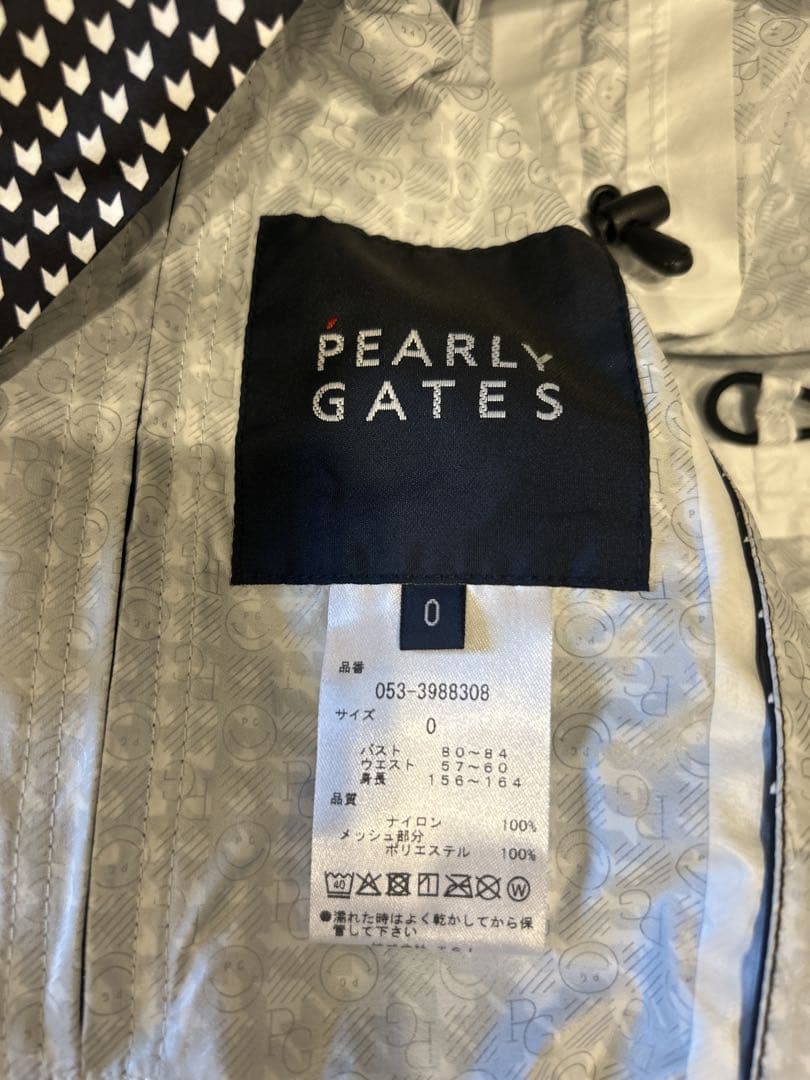 PEARLY
GATES
0
品番
053-3988308
サイズ
0
バスト 80~84
ウエスト 57~60
身長 156~164
品質
ナイロン 100%
メッシュ部分
ポリエステル 100%
40 W
●濡れた時はよく乾かしてから保
管して下さい